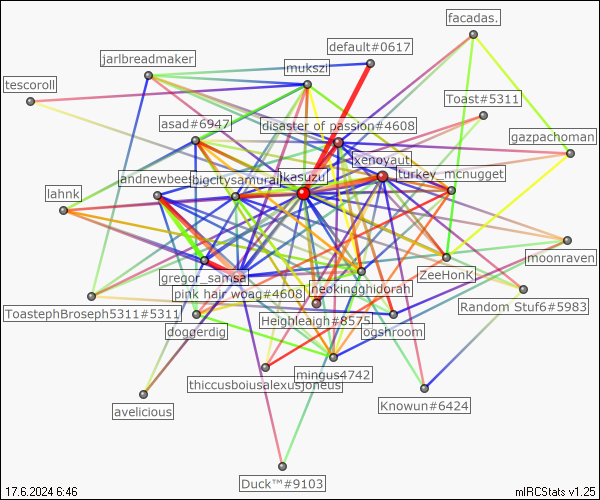 facadas.
default#0617
jarlbreadmaker
mukszi
tescoroll
Toast#5311
asad#6947
disaster of passion#4608
gazpachoman
xenoyaut
andnewbees
bigcitysamurai
kasuzu
turkey_mcnugget
lahnk
moonraven
gregor_samsa
ZeeHonK
neokingghidorah
pink hair woag#4608
Random Stuf6#5983
ToastephBroseph5311#5311
Heighleaigh#8575
doggerdig
ogshroom
mingus4742
thiccusboiusalexusjoneus
Knowun#6424
avelicious
Duck™#9103
17.6.2024 6:46
mIRCStats v1.25